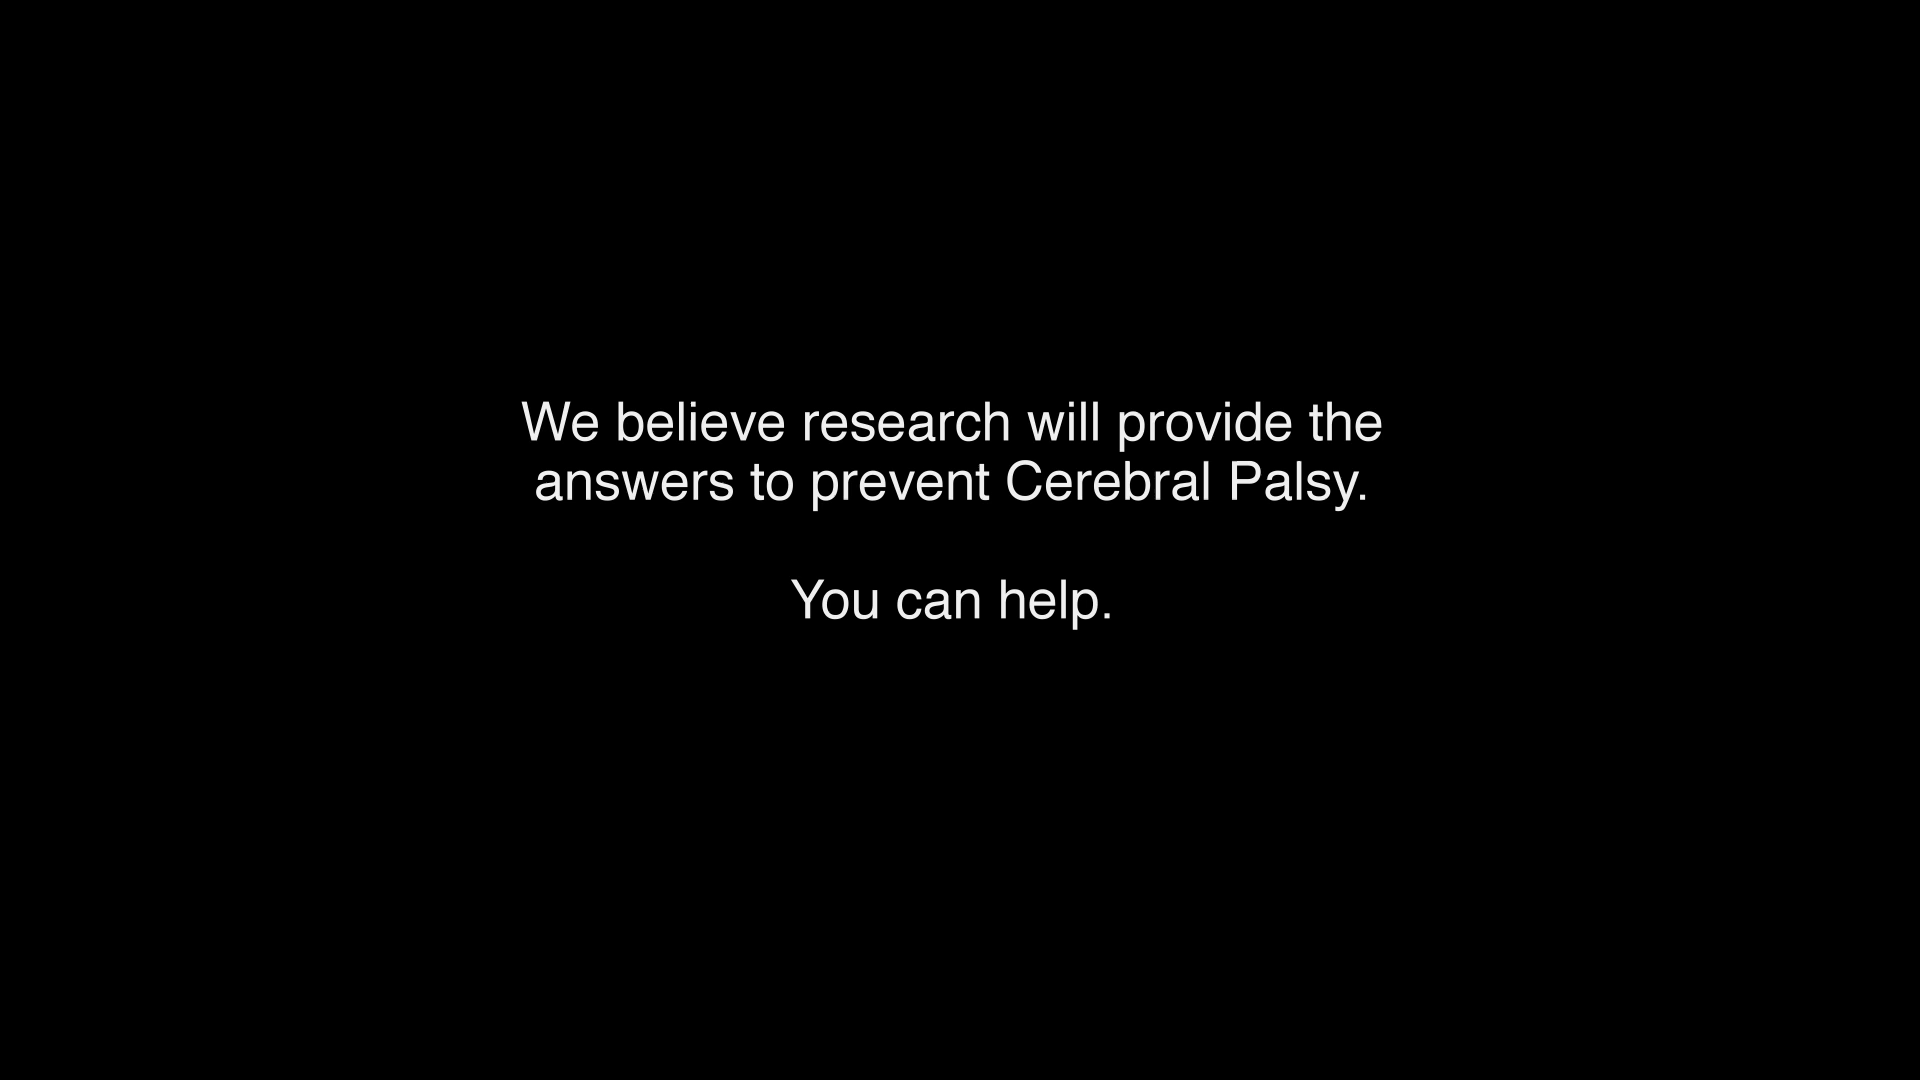 We believe research will provide the
answers to prevent Cerebral Palsy.
You can help.